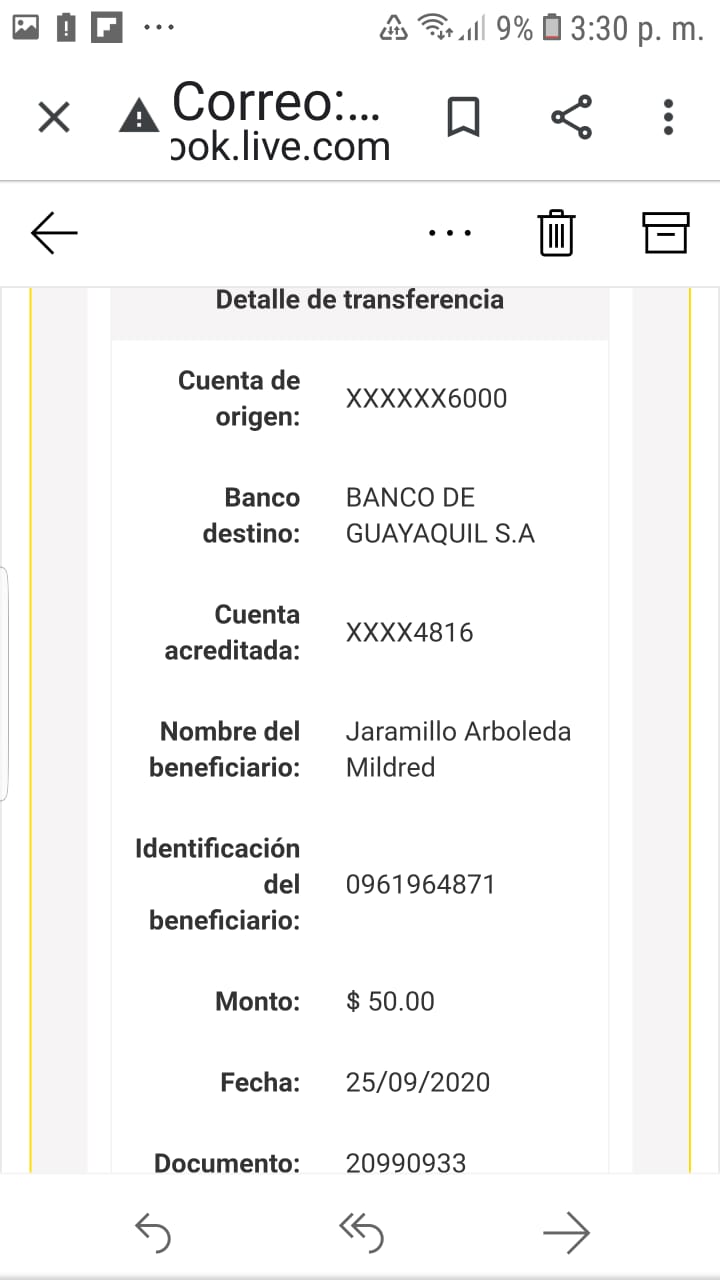 9% 3:30 p. m.
Correo:...
ook.live.com
Detalle de transferencia
Cuenta de
origen:
XXXXXX6000
Banco
destino:
BANCO DE
GUAYAQUIL S.A
Cuenta
acreditada:
XXXX4816
Nombre del
beneficiario:
Jaramillo Arboleda
Mildred
Identificación
del
beneficiario:
0961964871
Monto: $ 50.00
Fecha: 25/09/2020
Documento: 20990933